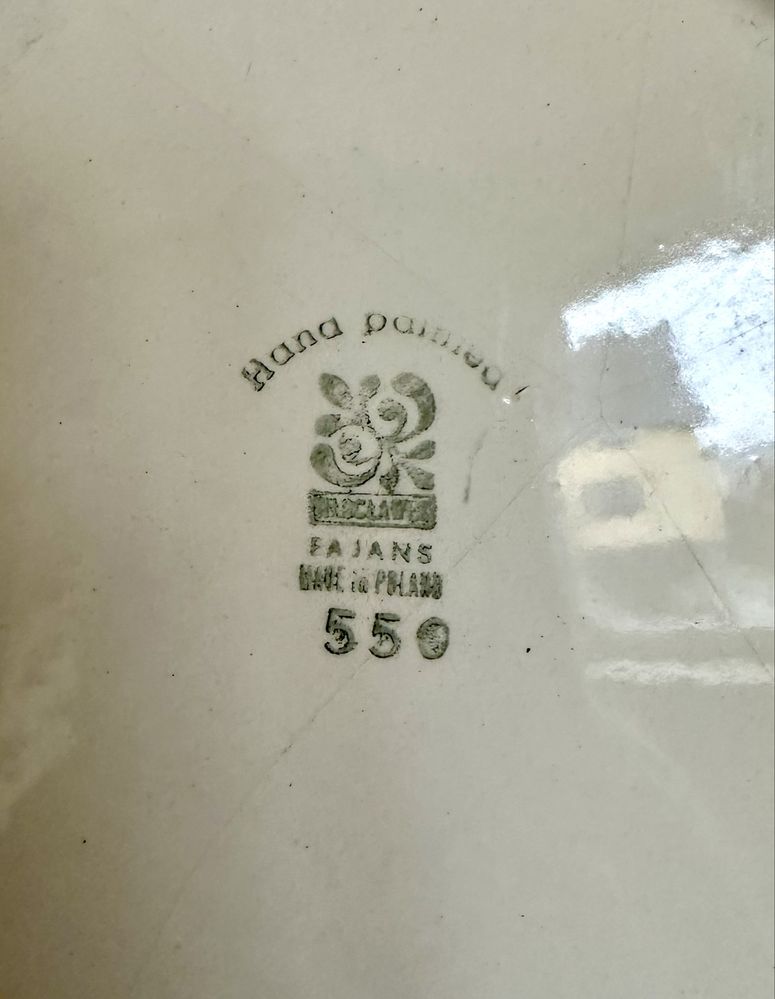 Hand painted
WŁOCŁAWEK
FAJANS
MADE in POLAND
550